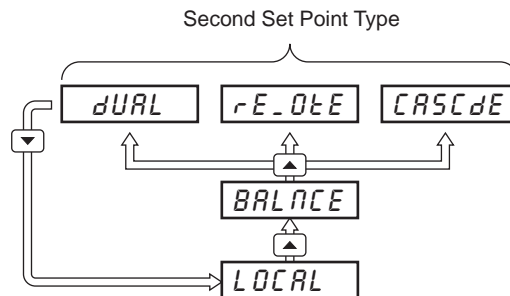 Second Set Point Type
dUAL rE_OtE CASCdE
BALnCE
LOCAL